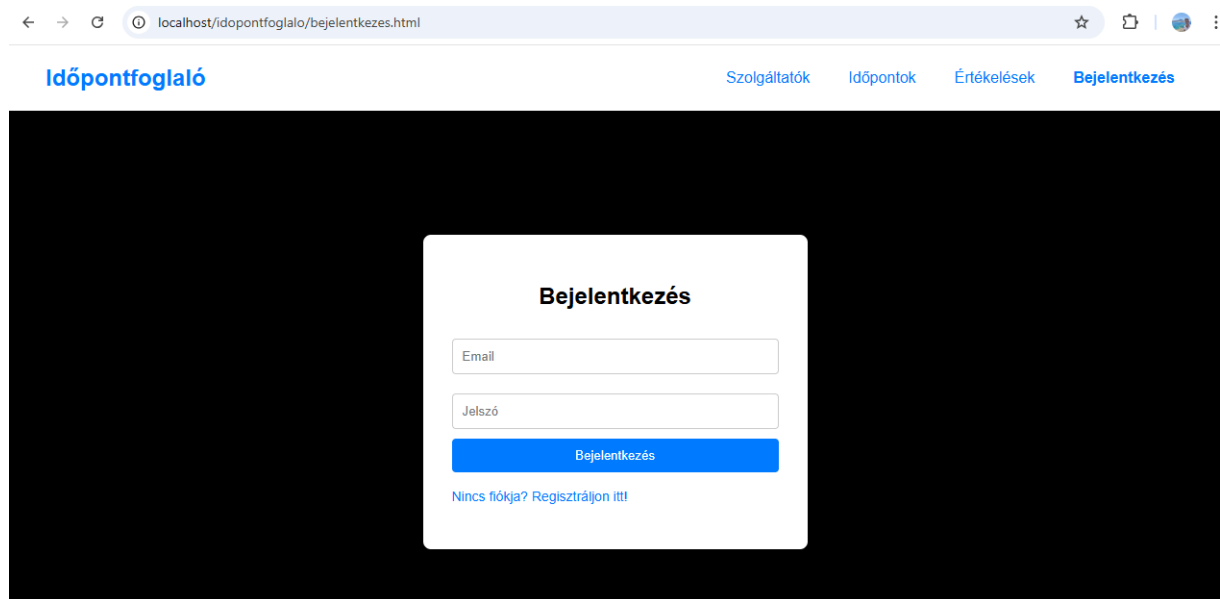 localhost/idopontfoglalo/bejelentkezes.html
Időpontfoglaló
Szolgáltatók Időpontok Értékelések Bejelentkezés
Bejelentkezés
Email
Jelszó
Bejelentkezés
Nincs fiókja? Regisztráljon itt!